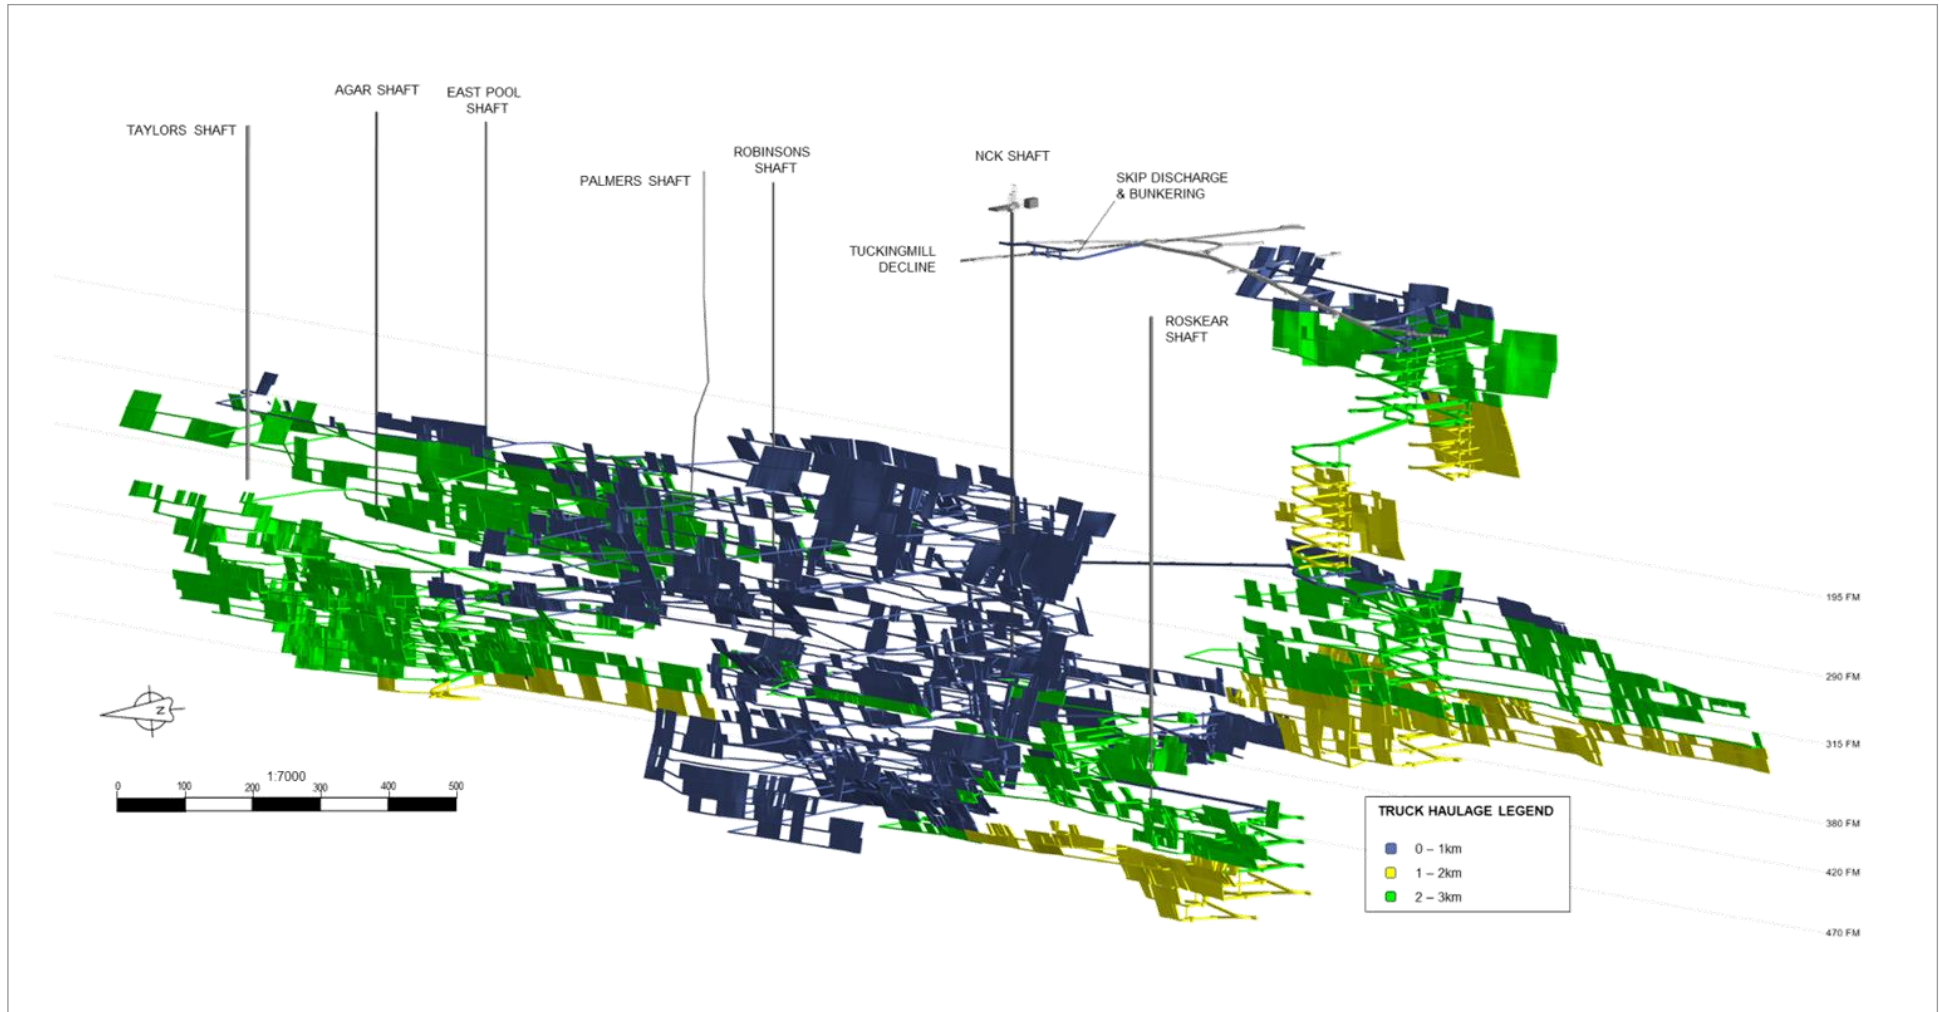 AGAR SHAFT
EAST POOL
SHAFT
TAYLORS SHAFT
ROBINSONS
SHAFT
PALMERS SHAFT
NCK SHAFT
SKIP DISCHARGE
& BUNKERING
TUCKINGMILL
DECLINE
ROSKEAR
SHAFT
195 FM
290 FM
315 FM
380 FM
420 FM
470 FM
N
1:7000
0 100 200 300 400 500
TRUCK HAULAGE LEGEND
0 – 1km
1 – 2km
2 – 3km